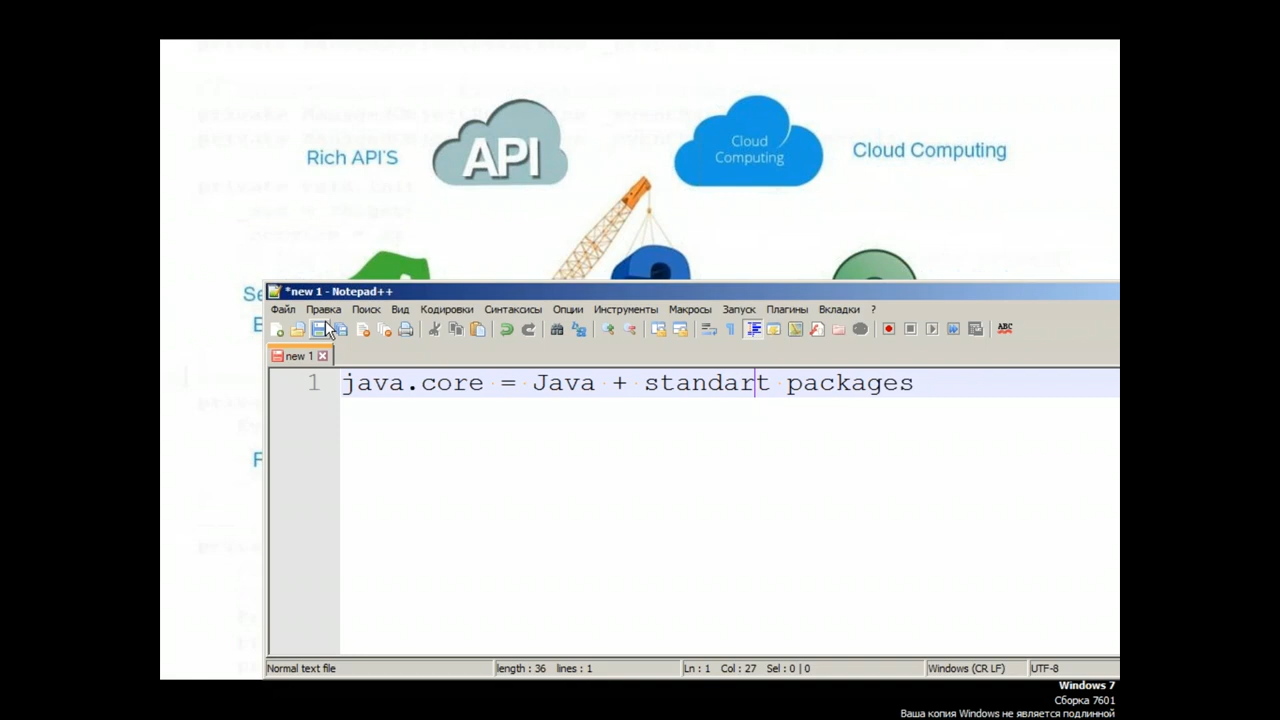 Rich API'S
API
Cloud
Computing
Cloud Computing
Se
*new 1 - Notepad++
Файл Правка Поиск Вид Кодировки Синтаксисы Опции Инструменты Макросы Запуск Плагины Вкладки ?
ABC
new 1
1 java.core = Java + standart packages
F
Normal text file length : 36 lines : 1 Ln : 1 Col : 27 Sel : 0 | 0 Windows (CR LF) UTF-8
Windows 7
Сборка 7601
Ваша копия Windows не является подлинной